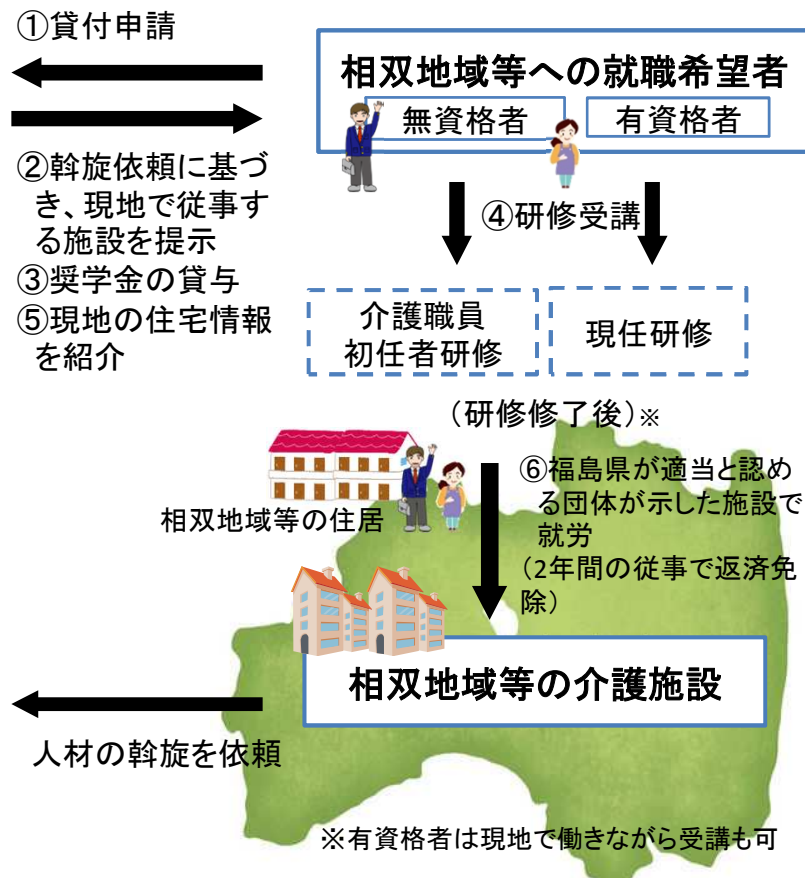 ①貸付申請
相双地域等への就職希望者
無資格者
有資格者
②斡旋依頼に基づ
き、現地で従事す
る施設を提示
③奨学金の貸与
⑤現地の住宅情報
を紹介
④研修受講
介護職員
初任者研修
現任研修
（研修修了後）※
相双地域等の住居
⑥福島県が適当と認め
る団体が示した施設で
就労
（2年間の従事で返済免
除）
相双地域等の介護施設
人材の斡旋を依頼
※有資格者は現地で働きながら受講も可